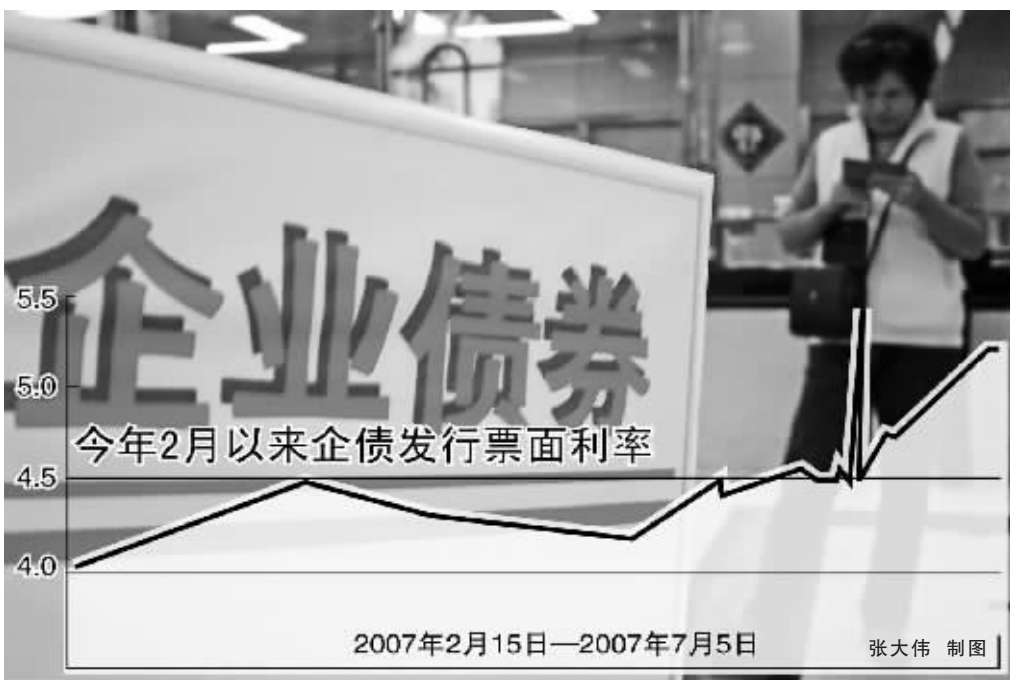 企业债券
5.5
5.0
今年2月以来企债发行票面利率
4.5
4.0
2007年2月15日—2007年7月5日
张大伟 制图